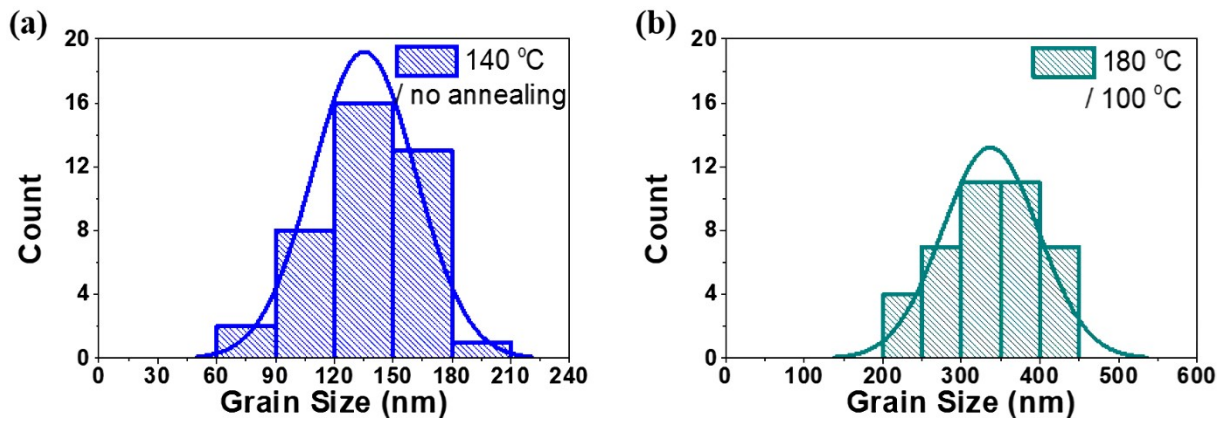 (a)
20
16
12
8
4
0
Count
140 °C
/ no annealing
0 30 60 90 120 150 180 210 240
Grain Size (nm)
(b)
20
16
12
8
4
0
Count
180 °C
/ 100 °C
0 100 200 300 400 500 600
Grain Size (nm)